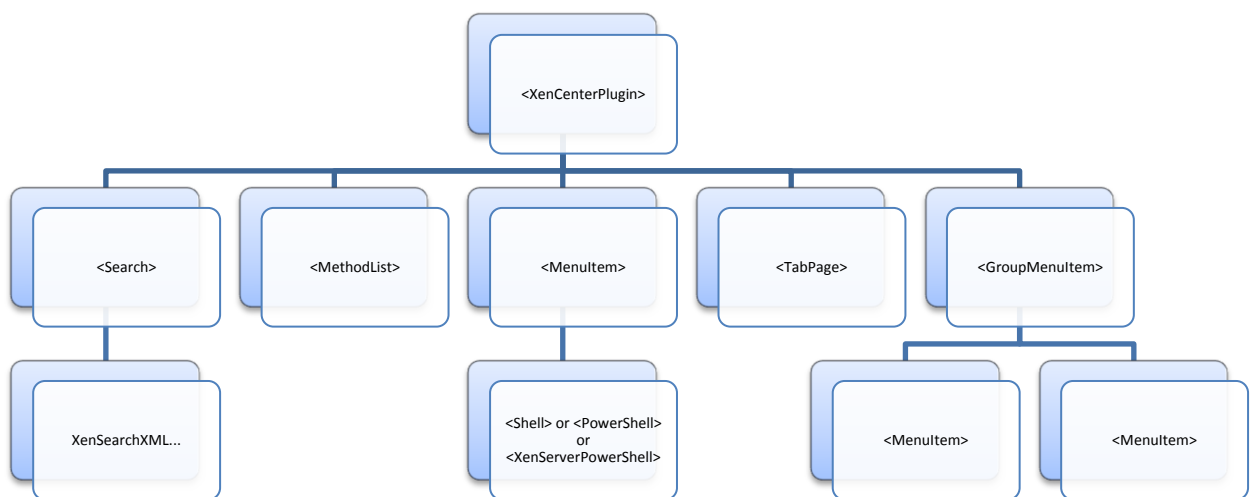 <XenCenterPlugin>
<Search>
<MethodList>
<MenuItem>
<TabPage>
<GroupMenuItem>
XenSearchXML...
<Shell> or <PowerShell>
or
<XenServerPowerShell>
<MenuItem>
<MenuItem>